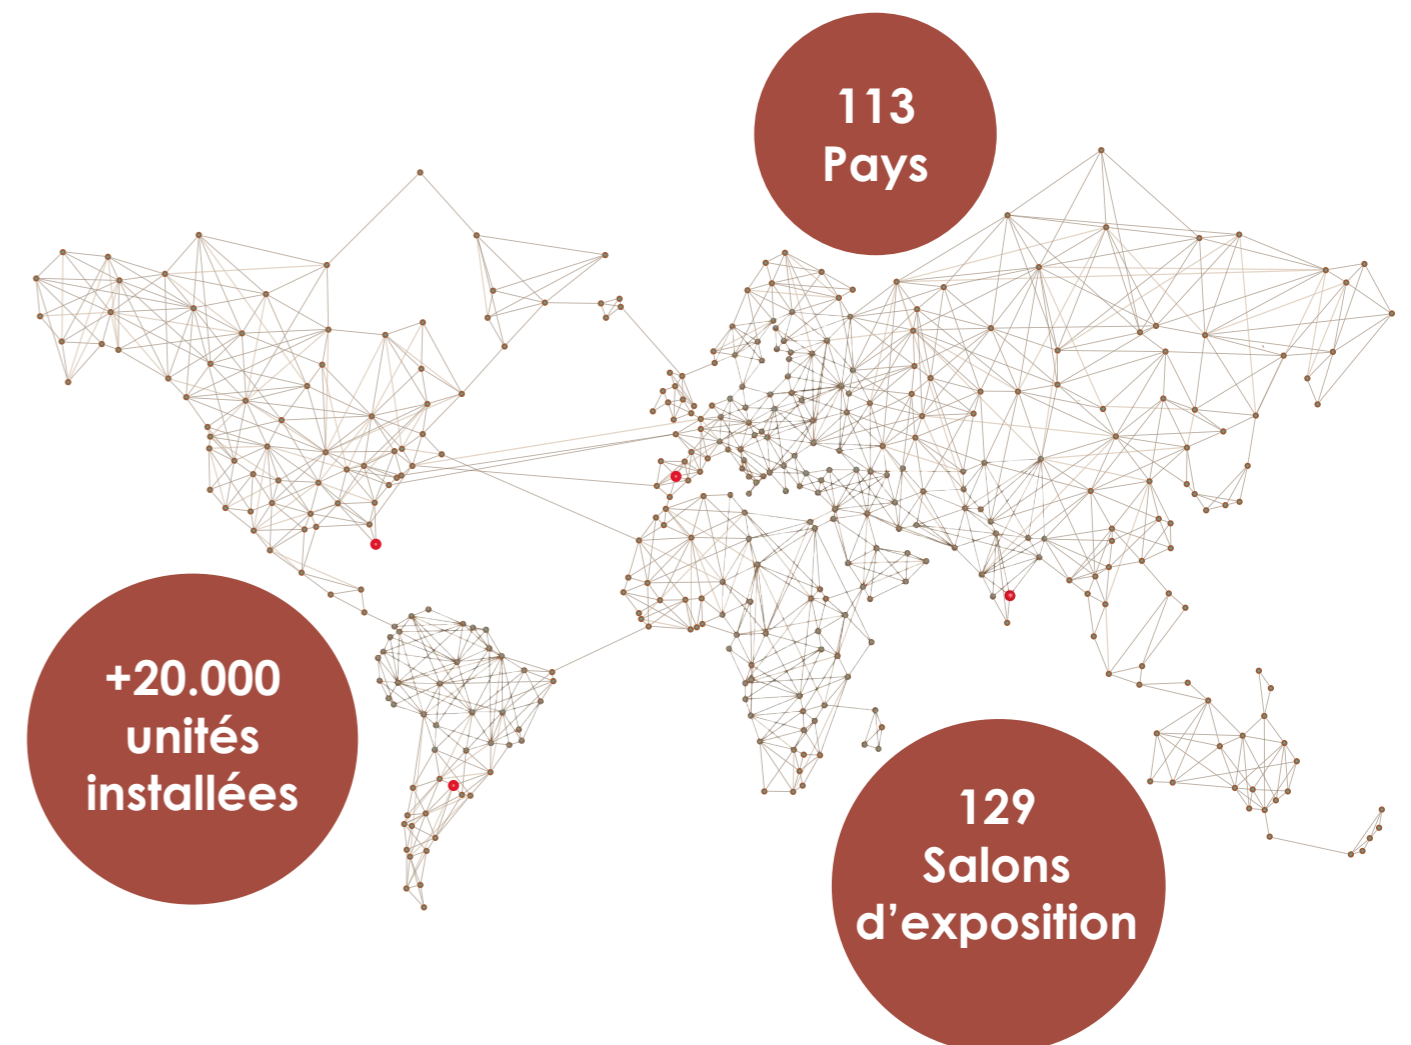 113
Pays
+20.000
unités
installées
129
Salons
d’exposition